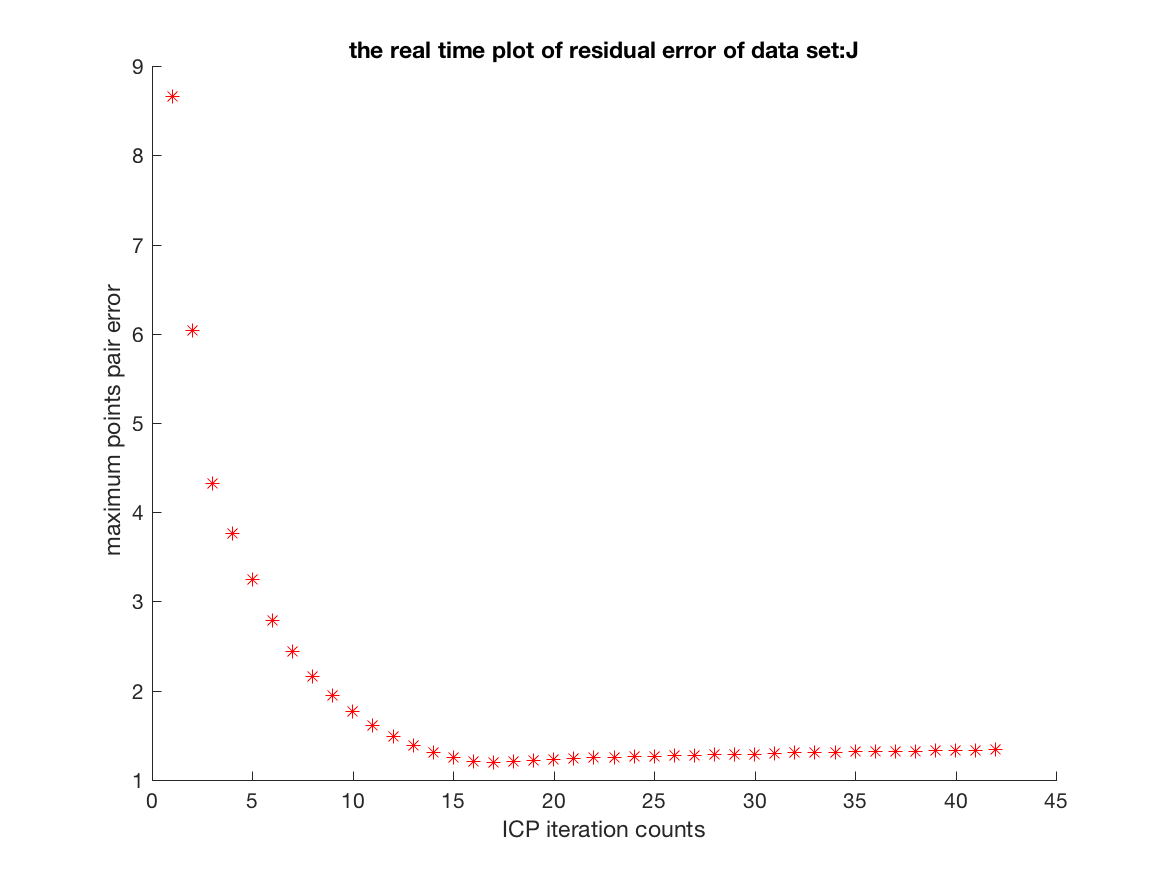 the real time plot of residual error of data set:J
9
8
7
6
5
4
3
2
1
maximum points pair error
0 5 10 15 20 25 30 35 40 45
ICP iteration counts